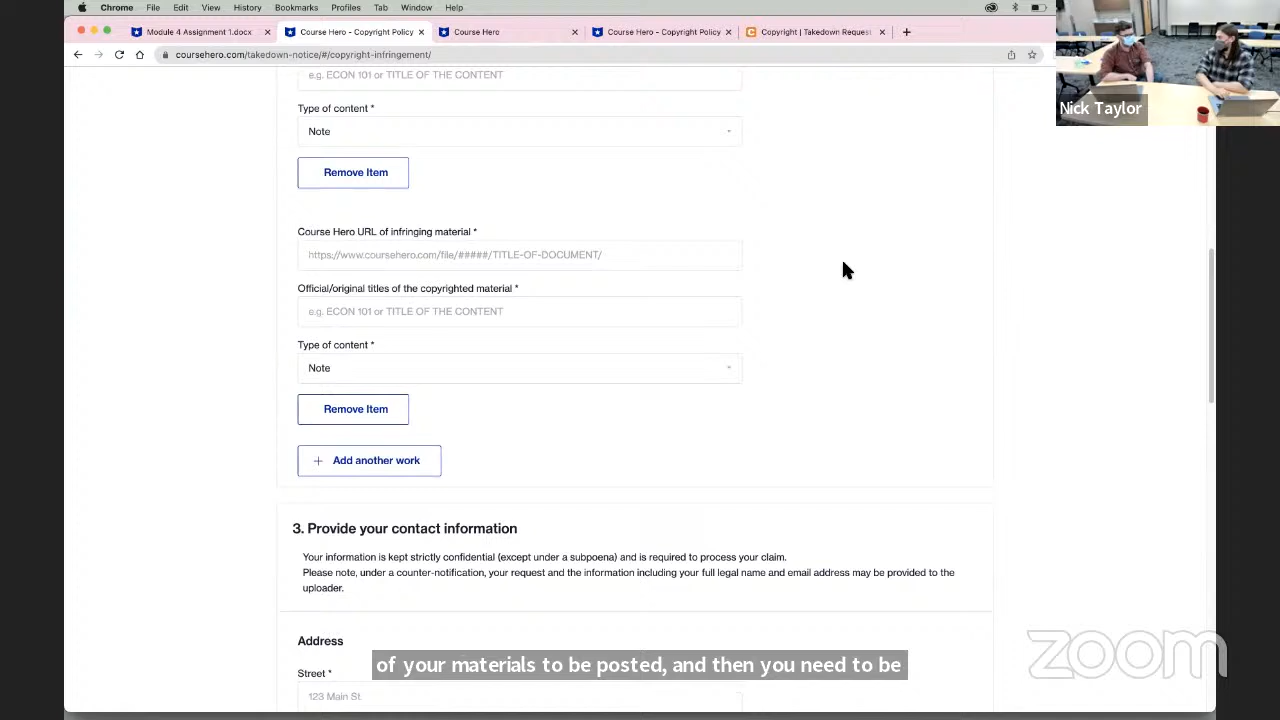 Chrome File Edit View History Bookmarks Profiles Tab Window Help
Module 4 Assignment 1.docx Course Hero - Copyright Policy Course Hero Course Hero - Copyright Policy Copyright | Takedown Request
coursehero.com/takedown-notice/#/copyright-infringement/
Nick Taylor
e.g. ECON 101 or TITLE OF THE CONTENT
Type of content *
Note
Remove Item
Course Hero URL of infringing material *
https://www.coursehero.com/file/#####/TITLE-OF-DOCUMENT/
Official/original titles of the copyrighted material *
e.g. ECON 101 or TITLE OF THE CONTENT
Type of content *
Note
Remove Item
+ Add another work
3. Provide your contact information
Your information is kept strictly confidential (except under a subpoena) and is required to process your claim.
Please note, under a counter-notification, your request and the information including your full legal name and email address may be provided to the
uploader.
Address
Street *
123 Main St.
of your materials to be posted, and then you need to be
zoom